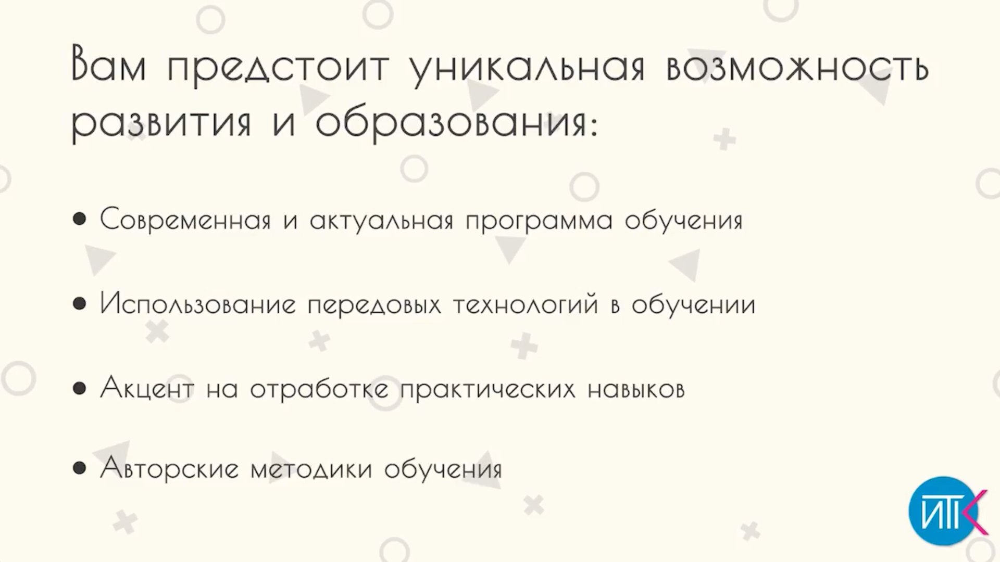 Вам предстоит уникальная возможность
развития и образования:
● Современная и актуальная программа обучения
● Использование передовых технологий в обучении
● Акцент на отработке практических навыков
● Авторские методики обучения
ИТК